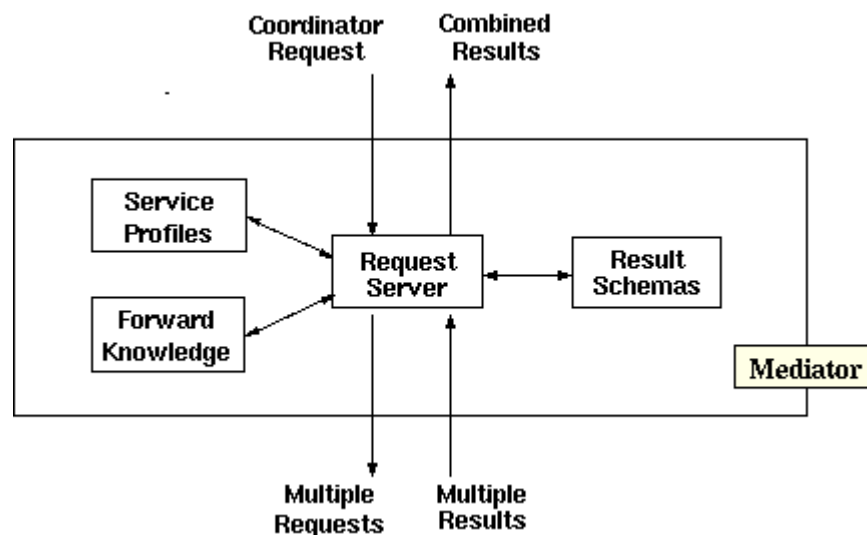 Coordinator
Request
Combined
Results
Service
Profiles
Request
Server
Result
Schemas
Forward
Knowledge
Mediator
Multiple
Requests
Multiple
Results